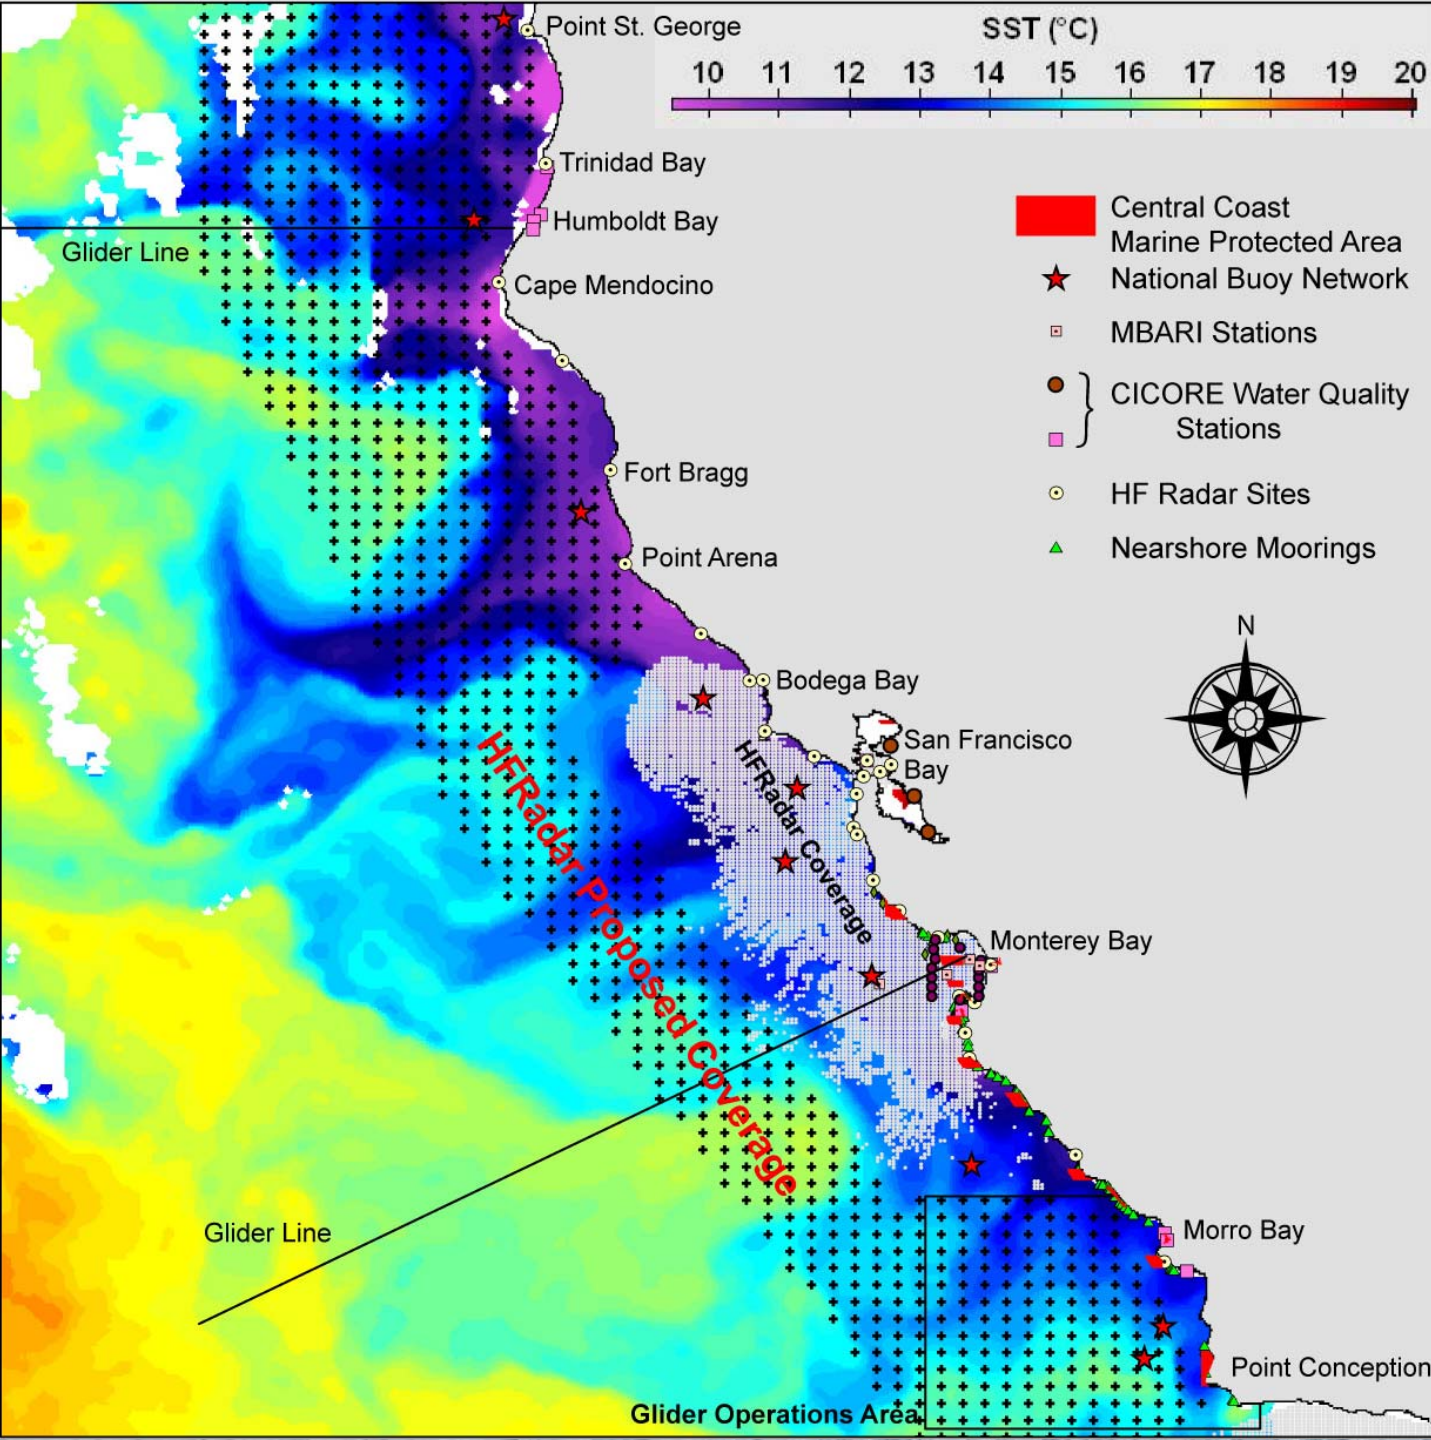 Point St. George
SST (°C)
10 11 12 13 14 15 16 17 18 19 20
Trinidad Bay
Humboldt Bay
Glider Line
Cape Mendocino
Central Coast
Marine Protected Area
National Buoy Network
MBARI Stations
CICORE Water Quality
Stations
HF Radar Sites
Nearshore Moorings
Fort Bragg
Point Arena
N
Bodega Bay
San Francisco
Bay
HFRadar Coverage
HFRadar Proposed Coverage
Monterey Bay
Glider Line
Morro Bay
Point Conception
Glider Operations Area